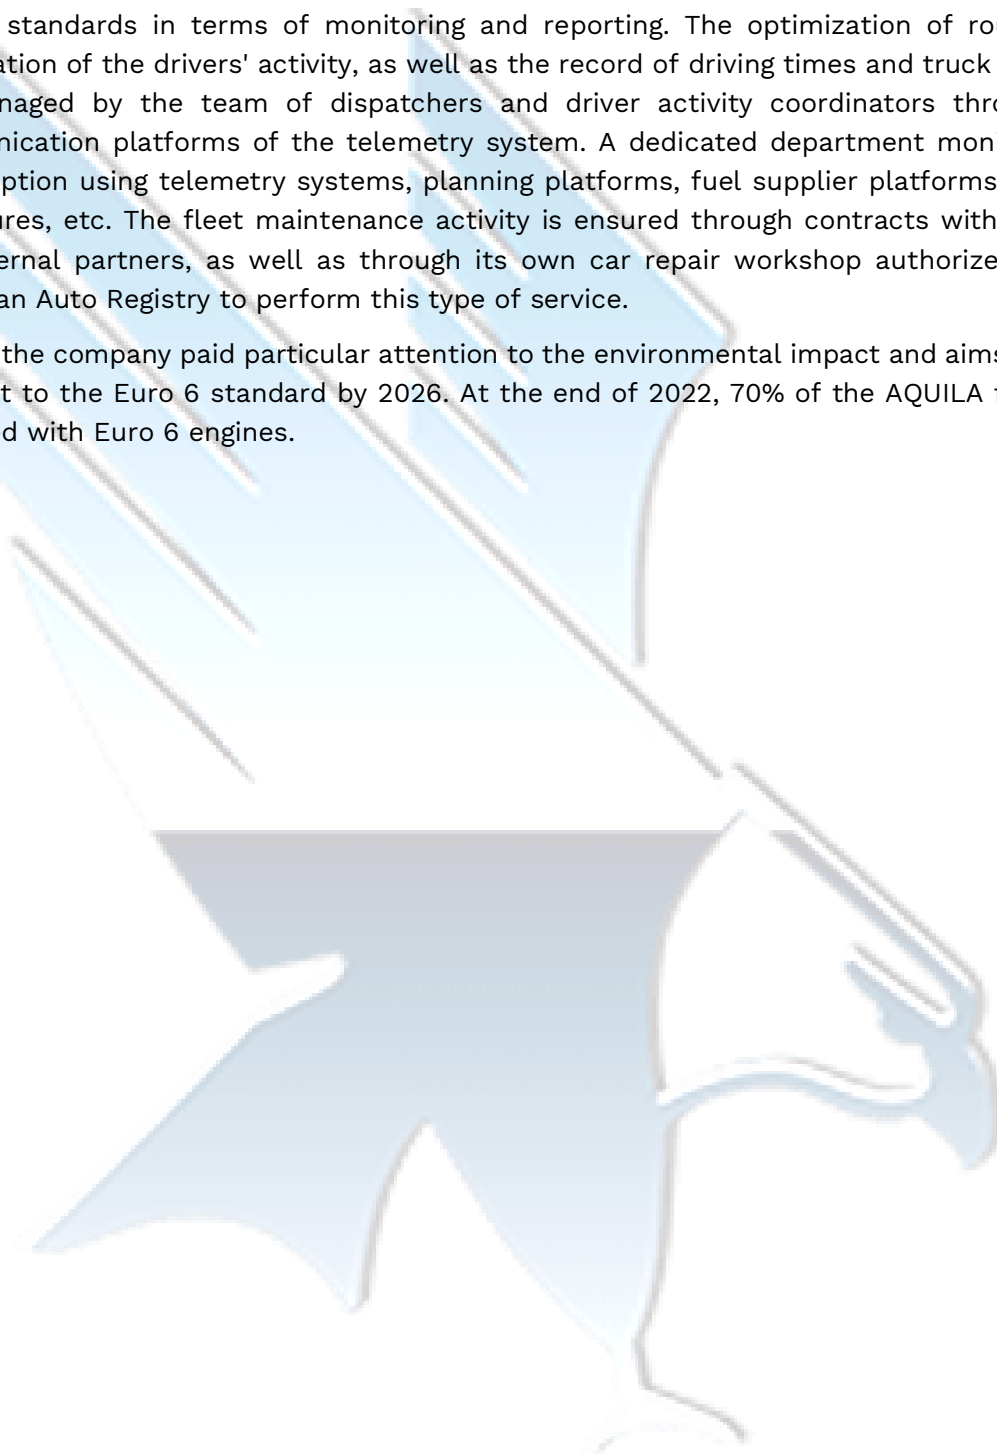 standards in terms of monitoring and reporting. The optimization of rou
ation of the drivers' activity, as well as the record of driving times and truck
naged by the team of dispatchers and driver activity coordinators thro
nication platforms of the telemetry system. A dedicated department mon
ption using telemetry systems, planning platforms, fuel supplier platforms
ures, etc. The fleet maintenance activity is ensured through contracts with
ernal partners, as well as through its own car repair workshop authorize
an Auto Registry to perform this type of service.
the company paid particular attention to the environmental impact and aims
t to the Euro 6 standard by 2026. At the end of 2022, 70% of the AQUILA f
d with Euro 6 engines.